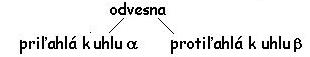 odvesna
priľahlá k uhlu α protiľahlá k uhlu β